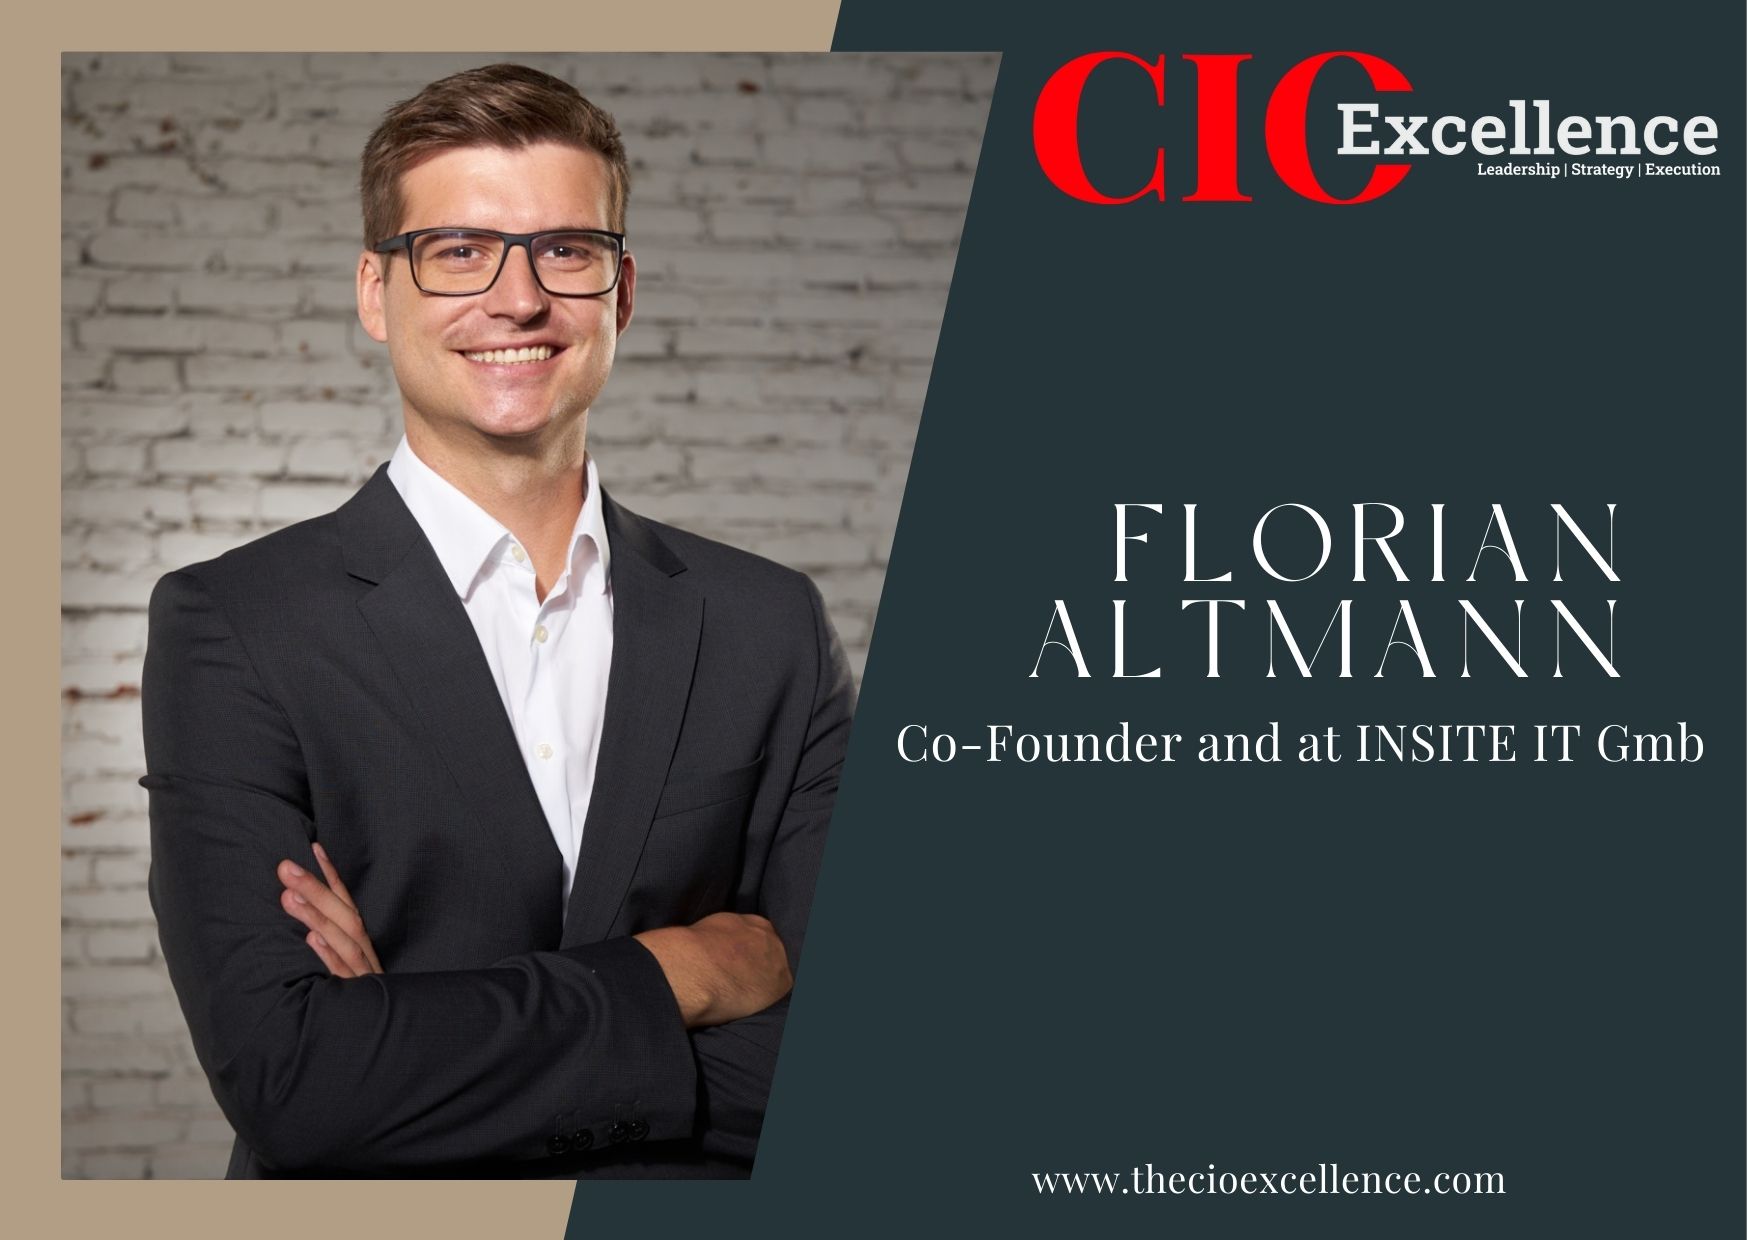 CIO
Excellence
Leadership | Strategy | Execution
FLORIAN
ALTMANN
Co-Founder and at INSITE IT Gmb
www.thecioexcellence.com